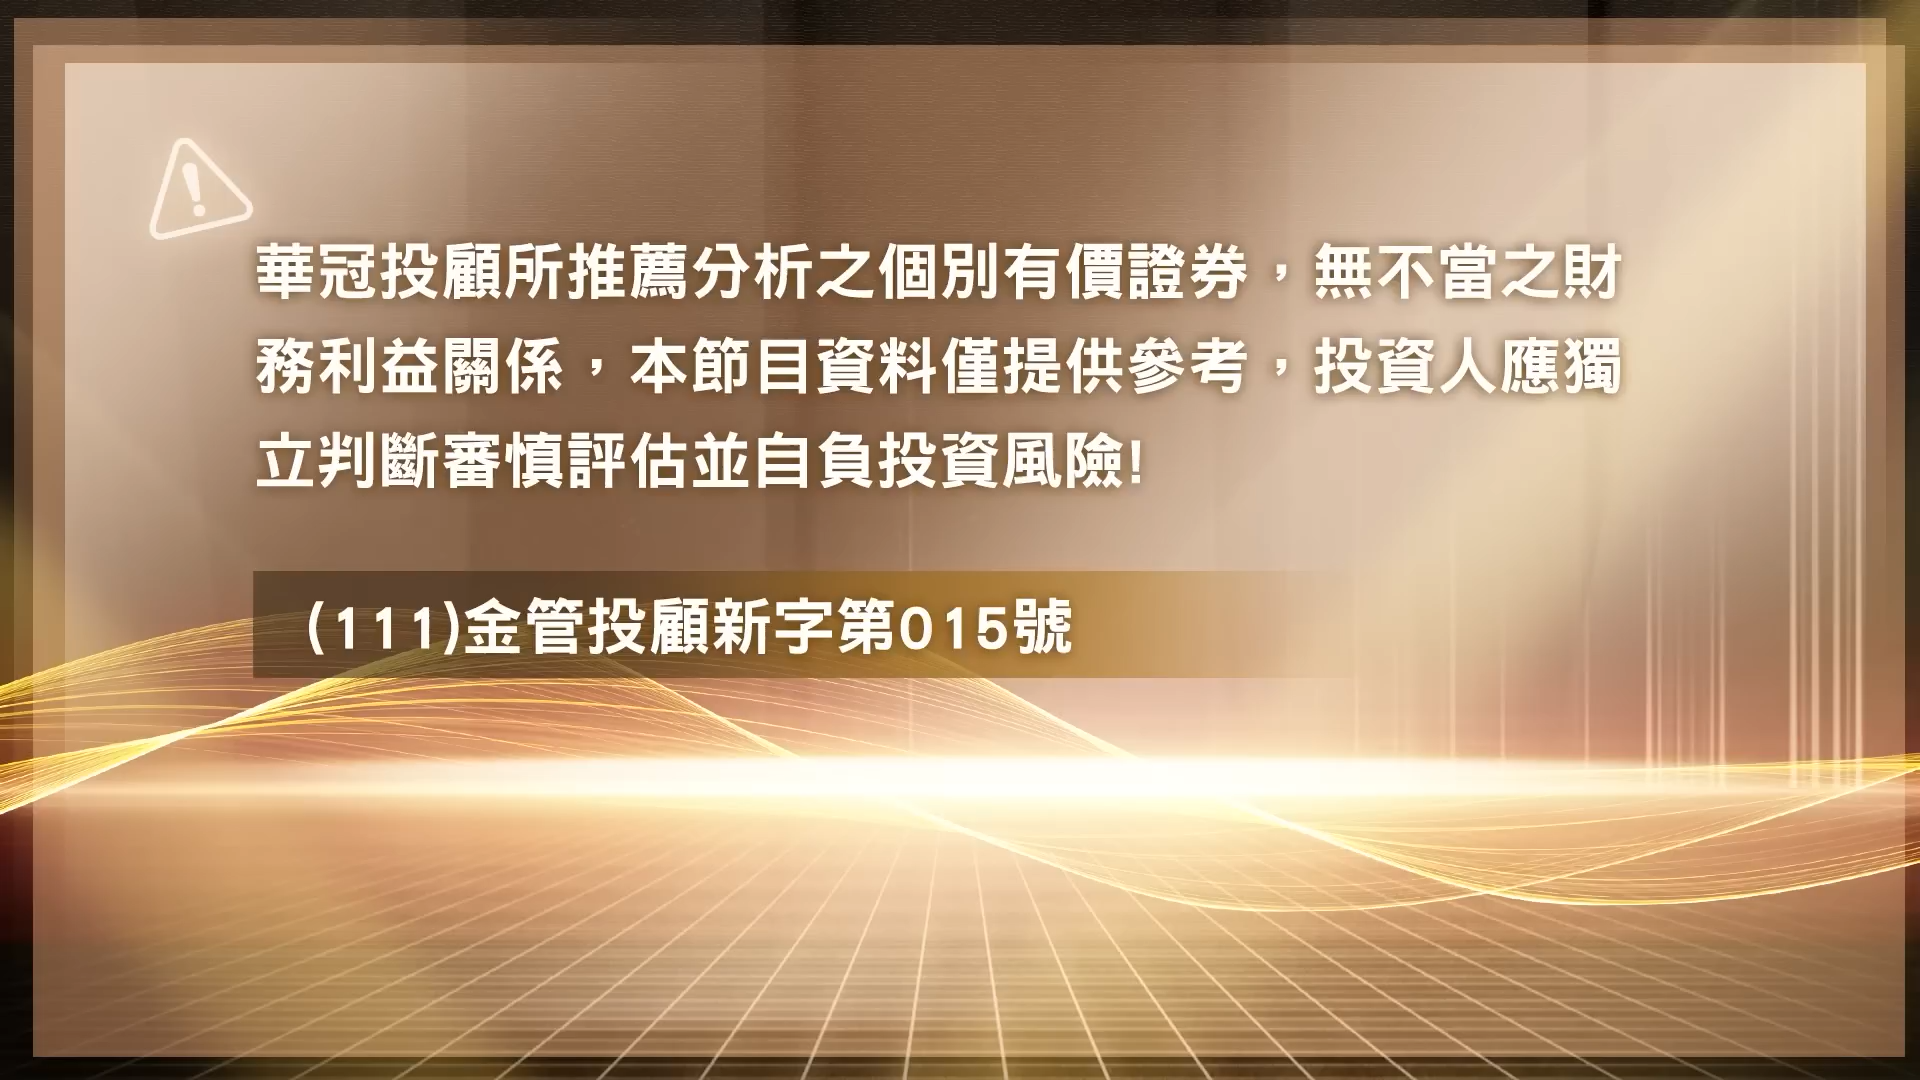 華冠投顧所推薦分析之個別有價證券，無不當之財
務利益關係，本節目資料僅提供參考，投資人應獨
立判斷審慎評估並自負投資風險!
(111)金管投顧新字第015號